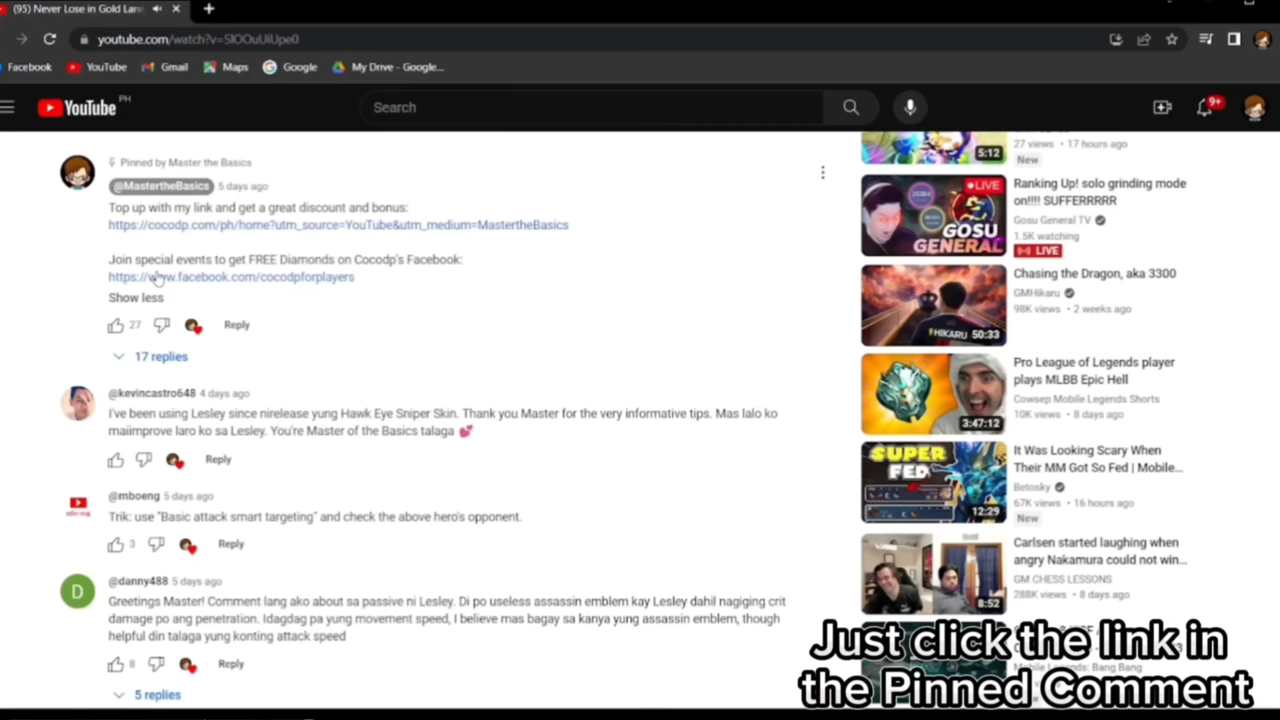 (95) Never Lose in Gold Lan
youtube.com/watch?v=SlOOuUiUpe0
Facebook
YouTube
Gmail
Maps
Google
My Drive - Google...
YouTube PH
Search
9+
Pinned by Master the Basics
@MastertheBasics 5 days ago
Top up with my link and get a great discount and bonus:
https://cocodp.com/ph/home?utm_source=YouTube&utm_medium=MastertheBasics
Join special events to get FREE Diamonds on Cocodp's Facebook:
https://www.facebook.com/cocodpforplayers
Show less
27
Reply
17 replies
@kevincastro648 4 days ago
I've been using Lesley since nirelease yung Hawk Eye Sniper Skin. Thank you Master for the very informative tips. Mas lalo ko
maiimprove laro ko sa Lesley. You're Master of the Basics talaga 💕
Reply
@mboeng 5 days ago
Trik: use "Basic attack smart targeting" and check the above hero's opponent.
3
Reply
D
@danny488 5 days ago
Greetings Master! Comment lang ako about sa passive ni Lesley. Di po useless assassin emblem kay Lesley dahil nagiging crit
damage po ang penetration. Idagdag pa yung movement speed, I believe mas bagay sa kanya yung assassin emblem, though
helpful din talaga yung konting attack speed
8
Reply
5 replies
5:12
27 views • 17 hours ago
New
LIVE
GOSU
GENERAL
Ranking Up! solo grinding mode
on!!!! SUFFERRRRR
Gosu General TV
1.5K watching
LIVE
HIKARU 50:33
Chasing the Dragon, aka 3300
GMHikaru
98K views • 2 weeks ago
3:47:12
Pro League of Legends player
plays MLBB Epic Hell
Cowsep Mobile Legends Shorts
10K views • 8 days ago
SUPER
FED
12:29
It Was Looking Scary When
Their MM Got So Fed | Mobile...
Betosky
67K views • 16 hours ago
New
8:52
Carlsen started laughing when
angry Nakamura could not win...
GM CHESS LESSONS
288K views • 8 days ago
Mobile Legends: Bang Bang
Just click the link in
the Pinned Comment